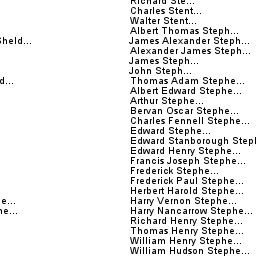 Richard Ste...
Charles Stent...
Walter Stent...
Albert Thomas Steph...
Sheld... James Alexander Steph...
Alexander James Steph...
James Steph...
John Steph...
d... Thomas Adam Stephe...
Albert Edward Stephe...
Arthur Stephe...
Bervan Oscar Stephe...
Charles Fennell Stephe...
Edward Stephe...
Edward Stanborough Steph
Edward Henry Stephe...
Francis Joseph Stephe...
Frederick Stephe...
Frederick Paul Stephe...
Herbert Harold Stephe...
e... Harry Vernon Stephe...
he... Harry Nancarrow Stephe...
Richard Henry Stephe...
Thomas Henry Stephe...
William Henry Stephe...
William Hudson Stephe...